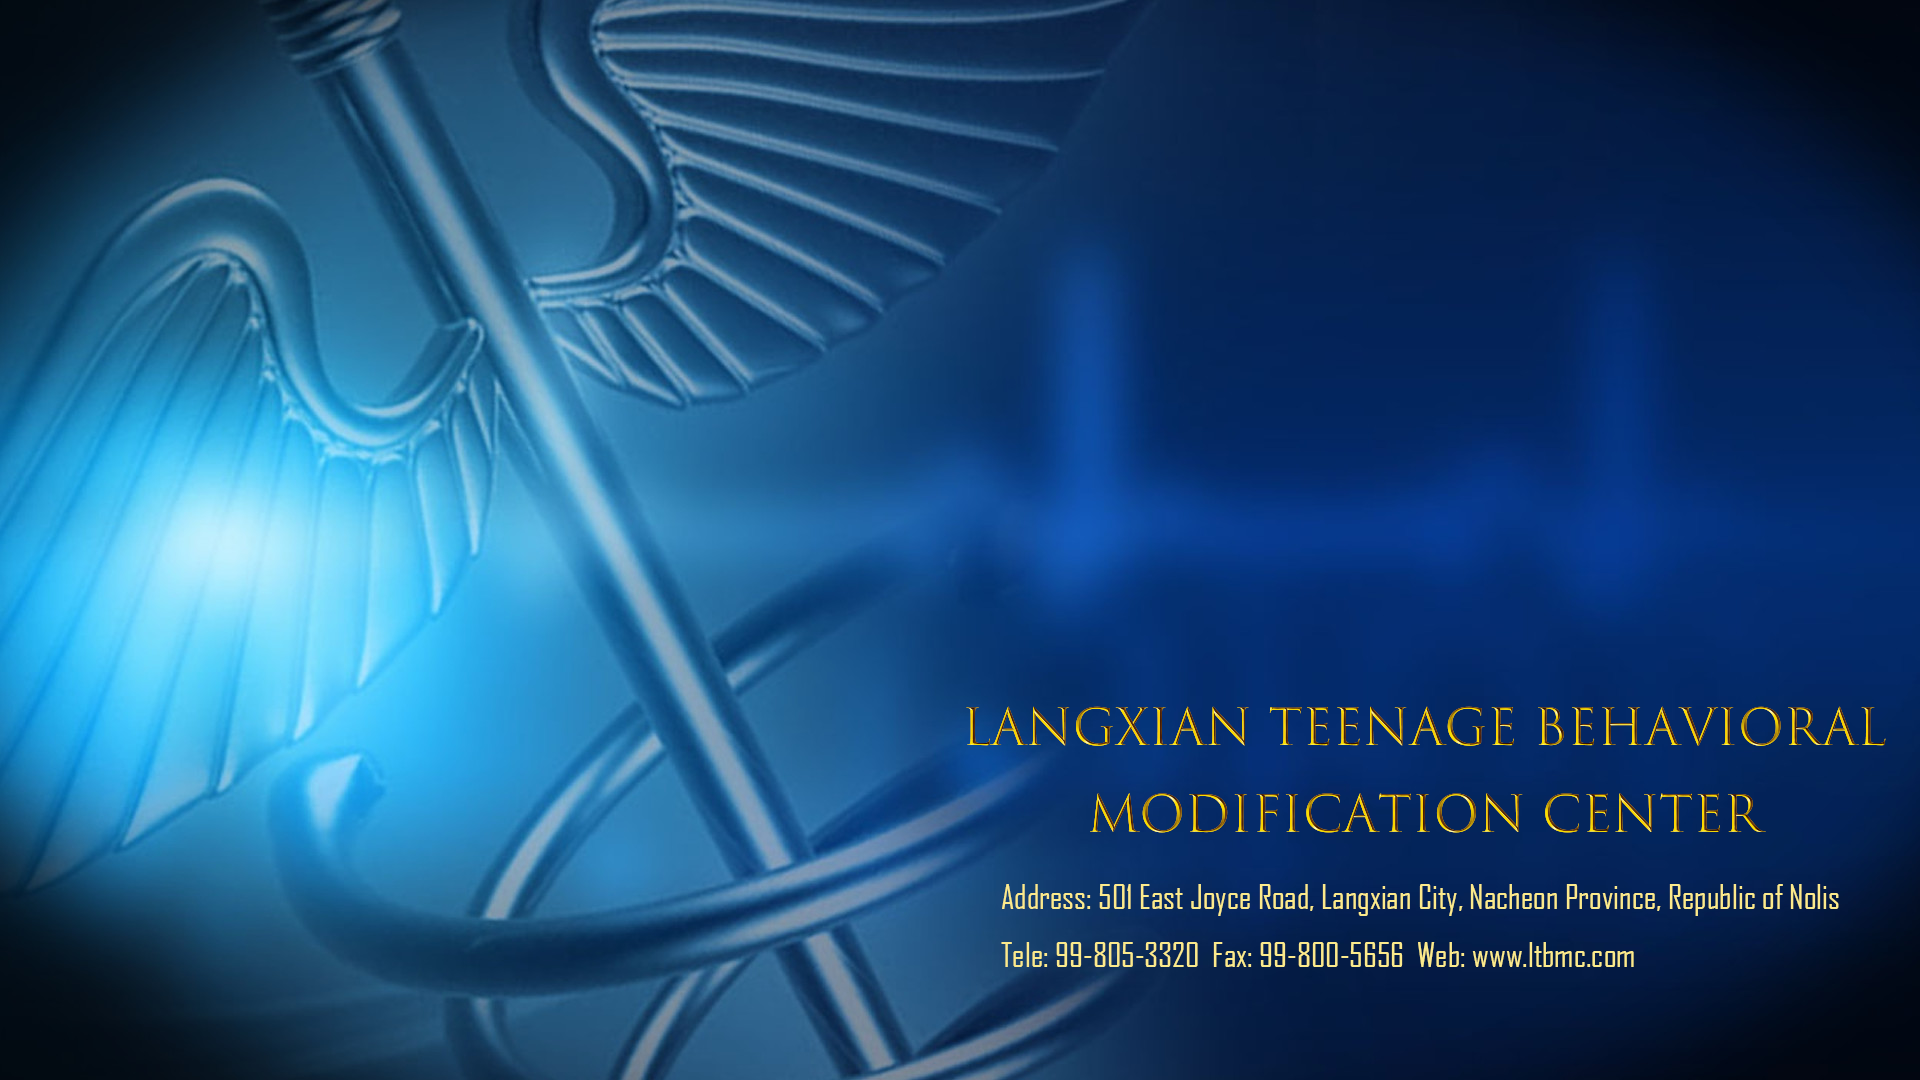 LANGXIAN TEENAGE BEHAVIORAL
MODIFICATION CENTER
Address: 501 East Joyce Road, Langxian City, Nacheon Province, Republic of Nolis
Tele: 99-805-3320  Fax: 99-800-5656  Web: www.ltbmc.com